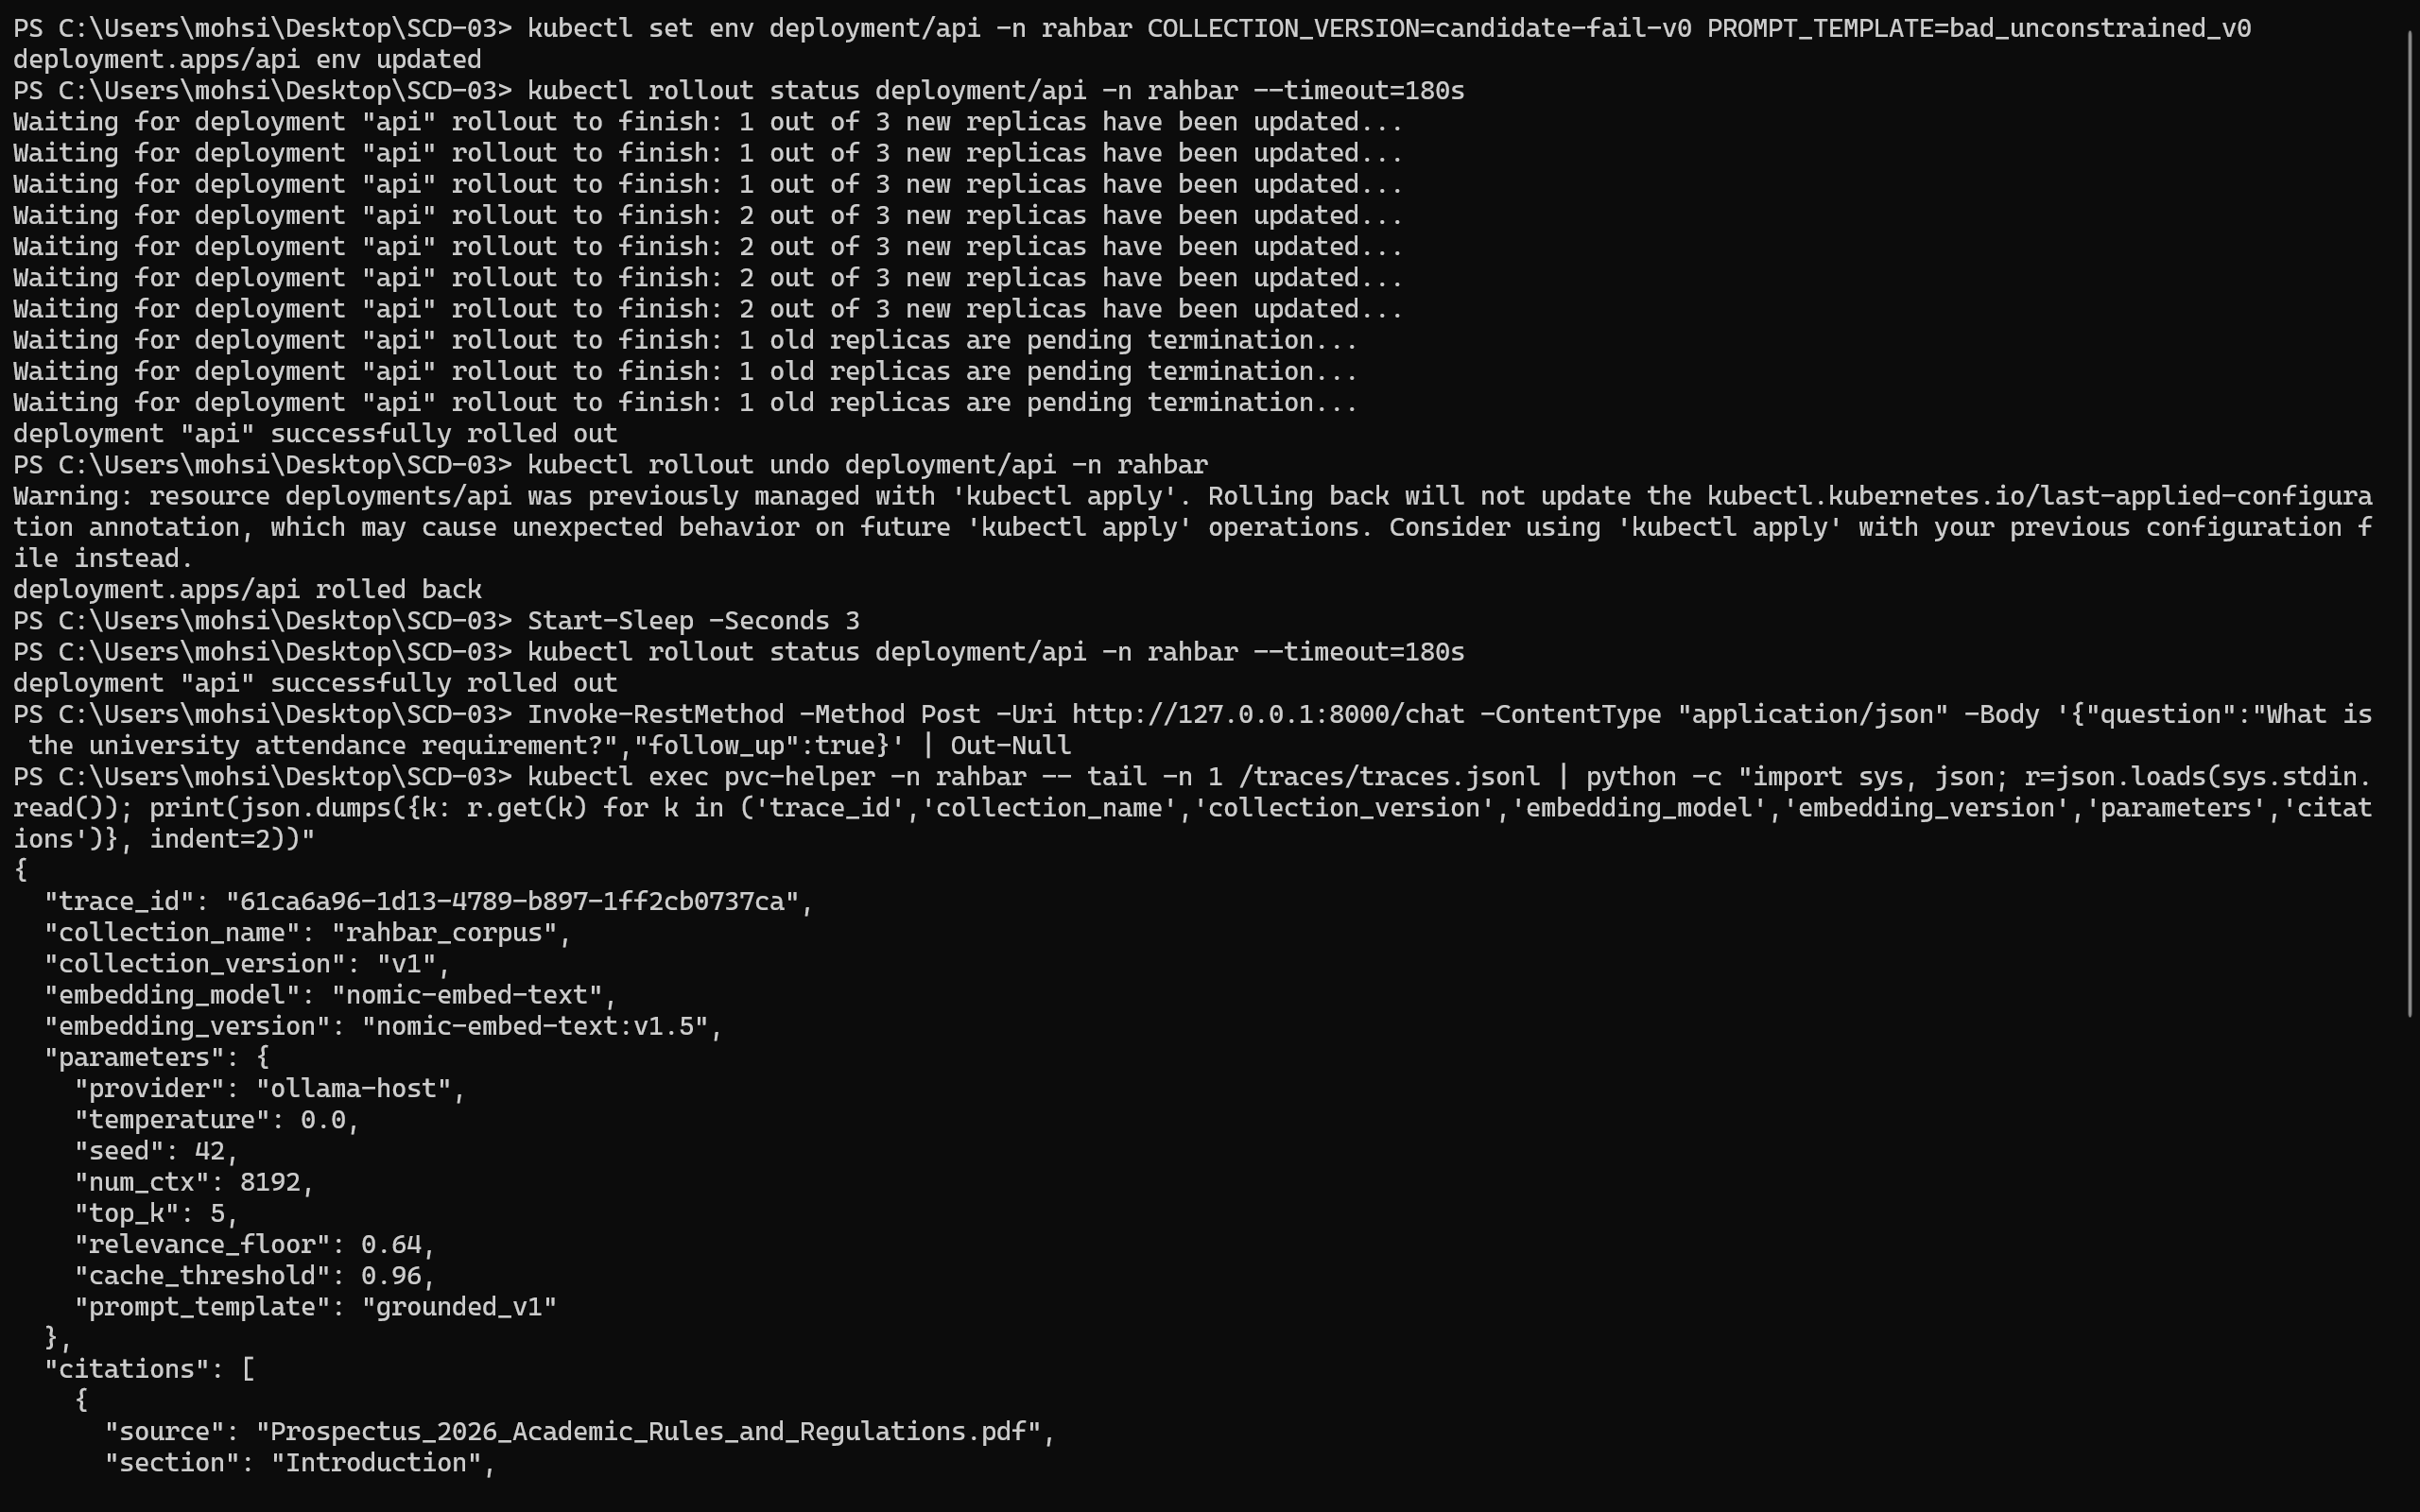 PS C:\Users\mohsi\Desktop\SCD-03> kubectl set env deployment/api -n rahbar COLLECTION_VERSION=candidate-fail-v0 PROMPT_TEMPLATE=bad_unconstrained_v0
deployment.apps/api env updated
PS C:\Users\mohsi\Desktop\SCD-03> kubectl rollout status deployment/api -n rahbar --timeout=180s
Waiting for deployment "api" rollout to finish: 1 out of 3 new replicas have been updated...
Waiting for deployment "api" rollout to finish: 1 out of 3 new replicas have been updated...
Waiting for deployment "api" rollout to finish: 1 out of 3 new replicas have been updated...
Waiting for deployment "api" rollout to finish: 2 out of 3 new replicas have been updated...
Waiting for deployment "api" rollout to finish: 2 out of 3 new replicas have been updated...
Waiting for deployment "api" rollout to finish: 2 out of 3 new replicas have been updated...
Waiting for deployment "api" rollout to finish: 2 out of 3 new replicas have been updated...
Waiting for deployment "api" rollout to finish: 1 old replicas are pending termination...
Waiting for deployment "api" rollout to finish: 1 old replicas are pending termination...
Waiting for deployment "api" rollout to finish: 1 old replicas are pending termination...
deployment "api" successfully rolled out
PS C:\Users\mohsi\Desktop\SCD-03> kubectl rollout undo deployment/api -n rahbar
Warning: resource deployments/api was previously managed with 'kubectl apply'. Rolling back will not update the kubectl.kubernetes.io/last-applied-configura
tion annotation, which may cause unexpected behavior on future 'kubectl apply' operations. Consider using 'kubectl apply' with your previous configuration f
ile instead.
deployment.apps/api rolled back
PS C:\Users\mohsi\Desktop\SCD-03> Start-Sleep -Seconds 3
PS C:\Users\mohsi\Desktop\SCD-03> kubectl rollout status deployment/api -n rahbar --timeout=180s
deployment "api" successfully rolled out
PS C:\Users\mohsi\Desktop\SCD-03> Invoke-RestMethod -Method Post -Uri http://127.0.0.1:8000/chat -ContentType "application/json" -Body '{"question":"What is
 the university attendance requirement?","follow_up":true}' | Out-Null
PS C:\Users\mohsi\Desktop\SCD-03> kubectl exec pvc-helper -n rahbar -- tail -n 1 /traces/traces.jsonl | python -c "import sys, json; r=json.loads(sys.stdin.
read()); print(json.dumps({k: r.get(k) for k in ('trace_id','collection_name','collection_version','embedding_model','embedding_version','parameters','citat
ions')}, indent=2))"
{
  "trace_id": "61ca6a96-1d13-4789-b897-1ff2cb0737ca",
  "collection_name": "rahbar_corpus",
  "collection_version": "v1",
  "embedding_model": "nomic-embed-text",
  "embedding_version": "nomic-embed-text:v1.5",
  "parameters": {
    "provider": "ollama-host",
    "temperature": 0.0,
    "seed": 42,
    "num_ctx": 8192,
    "top_k": 5,
    "relevance_floor": 0.64,
    "cache_threshold": 0.96,
    "prompt_template": "grounded_v1"
  },
  "citations": [
    {
      "source": "Prospectus_2026_Academic_Rules_and_Regulations.pdf",
      "section": "Introduction",